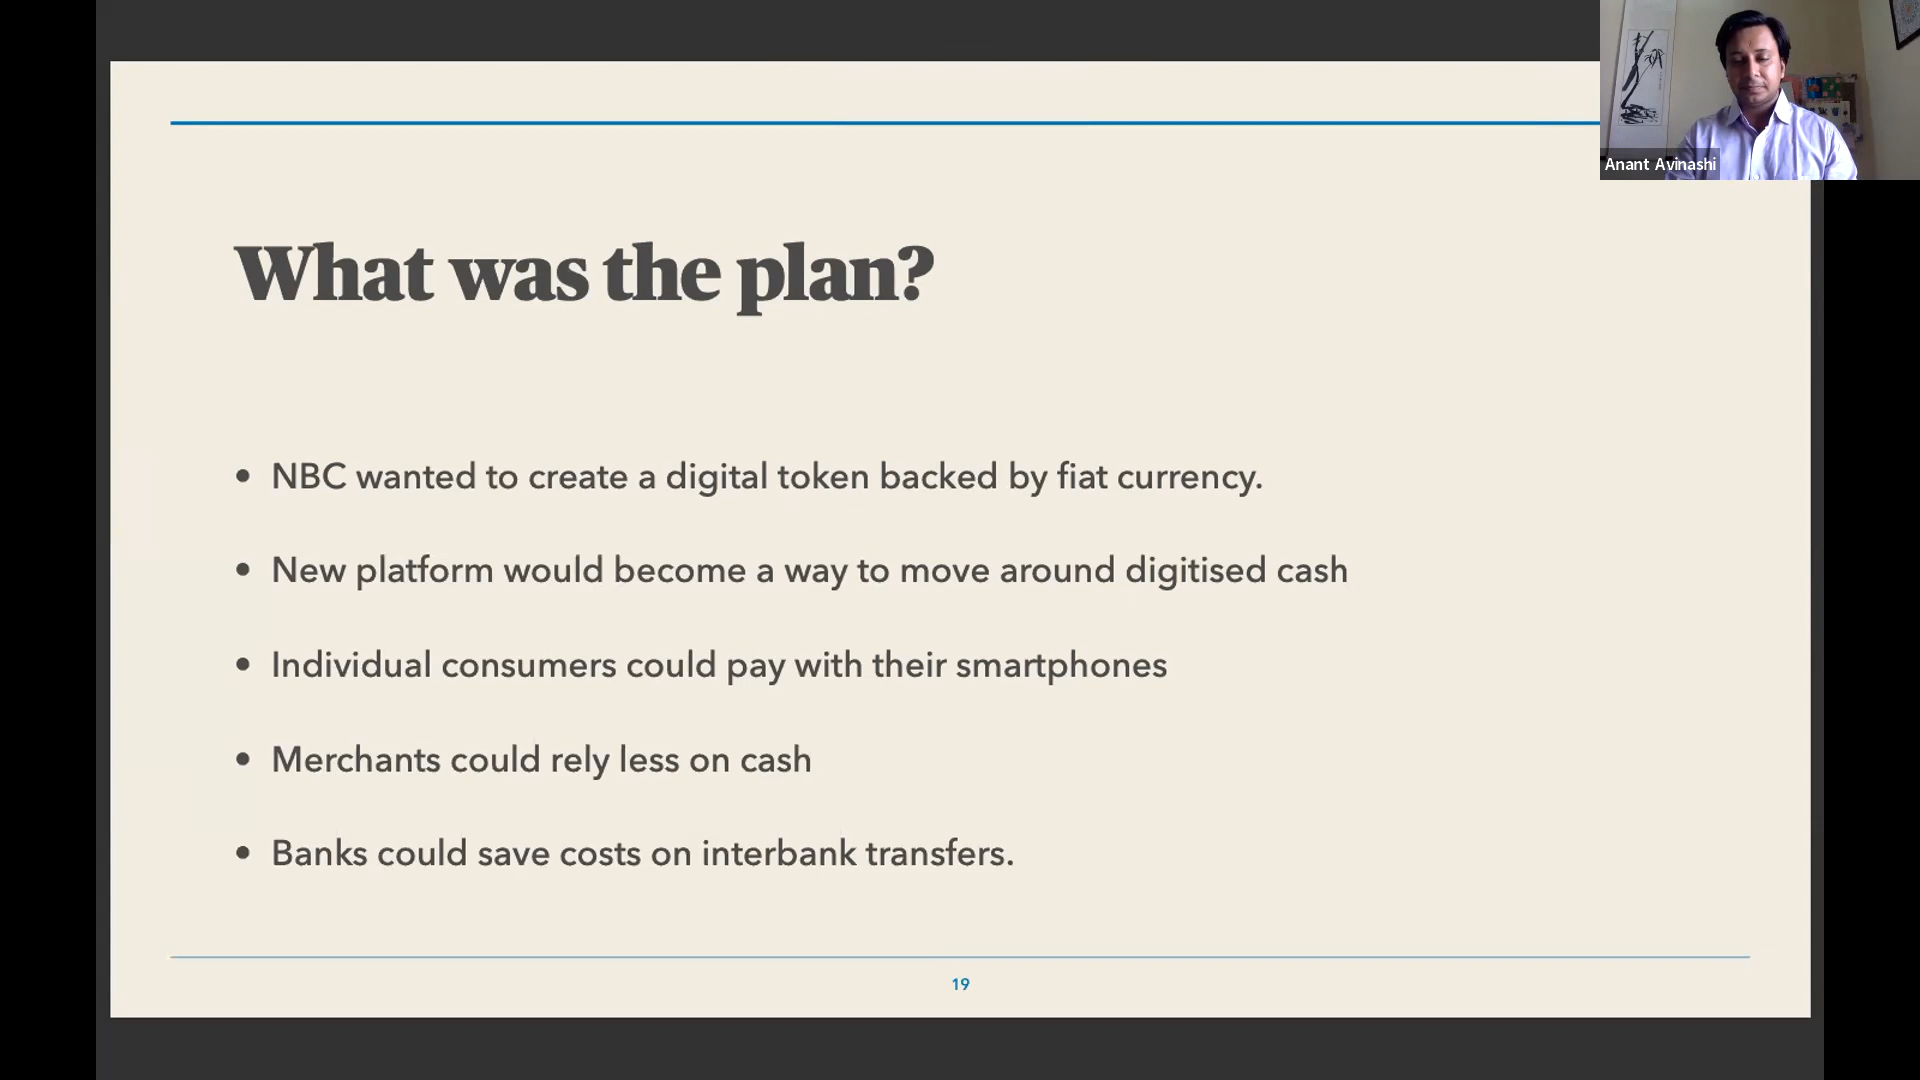 Anant Avinashi
What was the plan?
• NBC wanted to create a digital token backed by fiat currency.
• New platform would become a way to move around digitised cash
• Individual consumers could pay with their smartphones
• Merchants could rely less on cash
• Banks could save costs on interbank transfers.
19